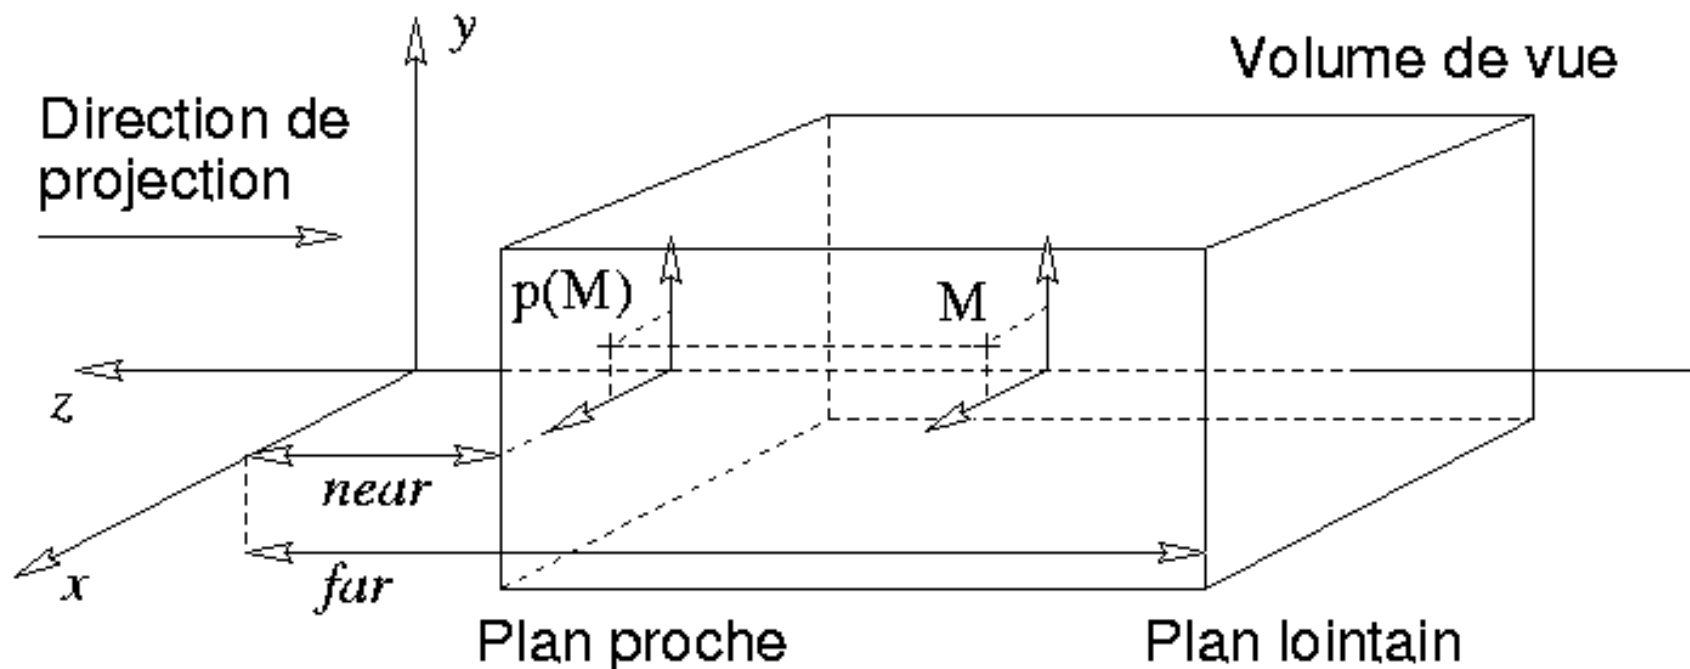 y
Volume de vue
Direction de
projection
p(M)
M
z
near
x
far
Plan proche
Plan lointain